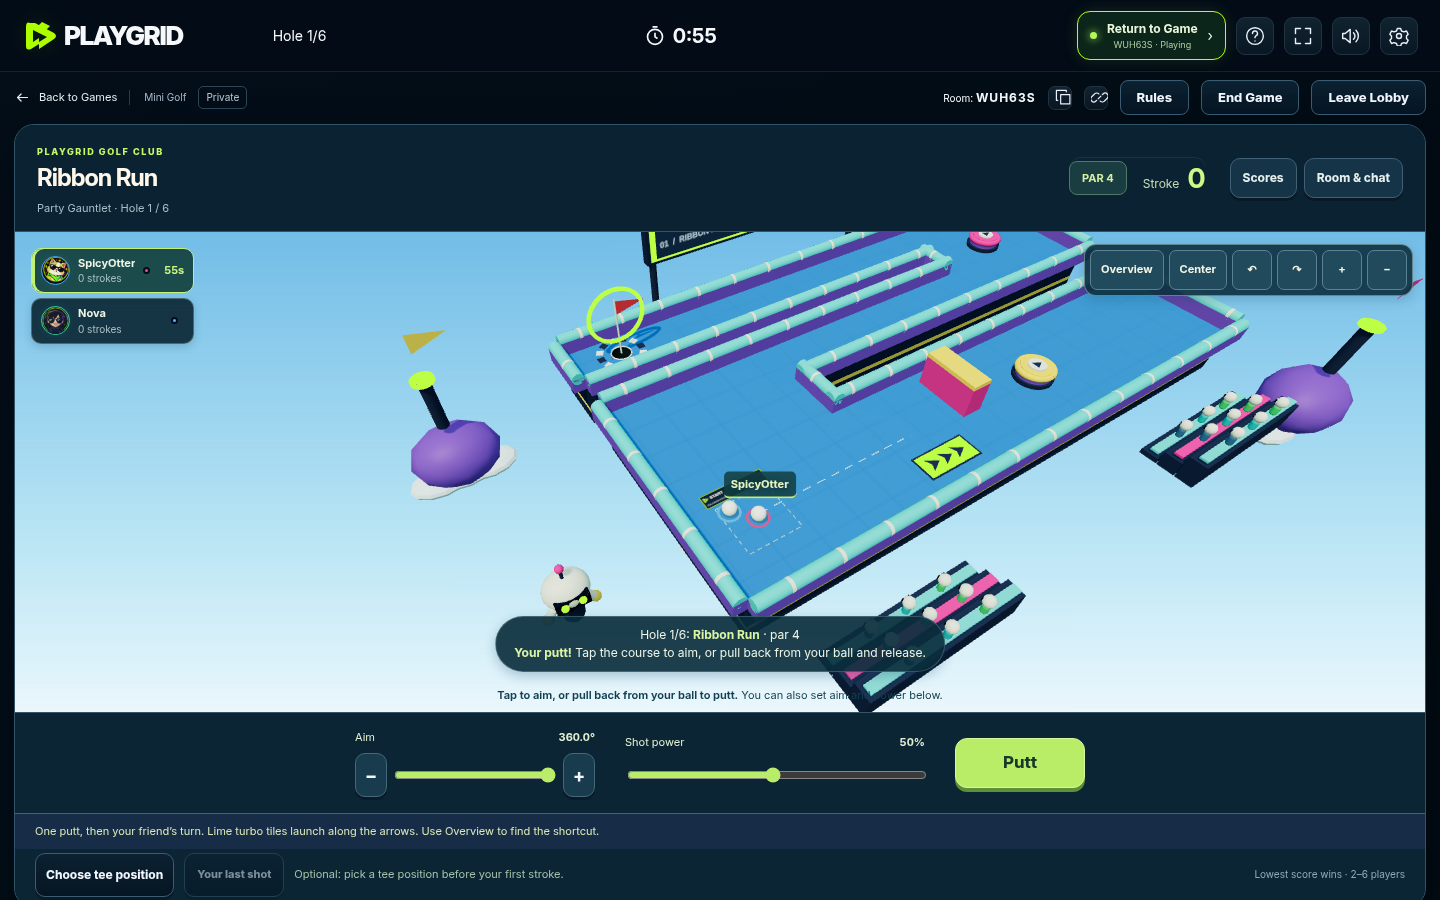 PLAYGRID
Hole 1/6
0:55
Return to Game
WUH63S · Playing
Back to Games
Mini Golf
Private
Room: WUH63S
Rules
End Game
Leave Lobby
PLAYGRID GOLF CLUB
Ribbon Run
Party Gauntlet · Hole 1 / 6
PAR 4
Stroke 0
Scores
Room & chat
SpicyOtter
0 strokes
55s
Nova
0 strokes
01 / RIBBON
Overview
Center
START
SpicyOtter
Hole 1/6: Ribbon Run · par 4
Your putt! Tap the course to aim, or pull back from your ball and release.
Tap to aim, or pull back from your ball to putt. You can also set aim and power below.
Aim
360.0°
Shot power
50%
Putt
One putt, then your friend’s turn. Lime turbo tiles launch along the arrows. Use Overview to find the shortcut.
Choose tee position
Your last shot
Optional: pick a tee position before your first stroke.
Lowest score wins · 2–6 players